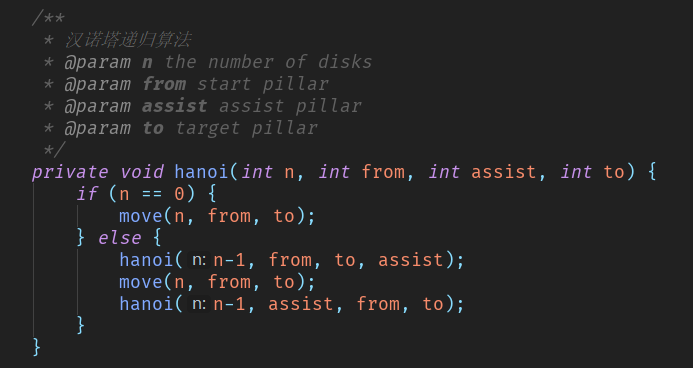 /**
 * 汉诺塔递归算法
 * @param n the number of disks
 * @param from start pillar
 * @param assist assist pillar
 * @param to target pillar
 */
private void hanoi(int n, int from, int assist, int to) {
    if (n == 0) {
        move(n, from, to);
    } else {
        hanoi( n: n-1, from, to, assist);
        move(n, from, to);
        hanoi( n: n-1, assist, from, to);
    }
}